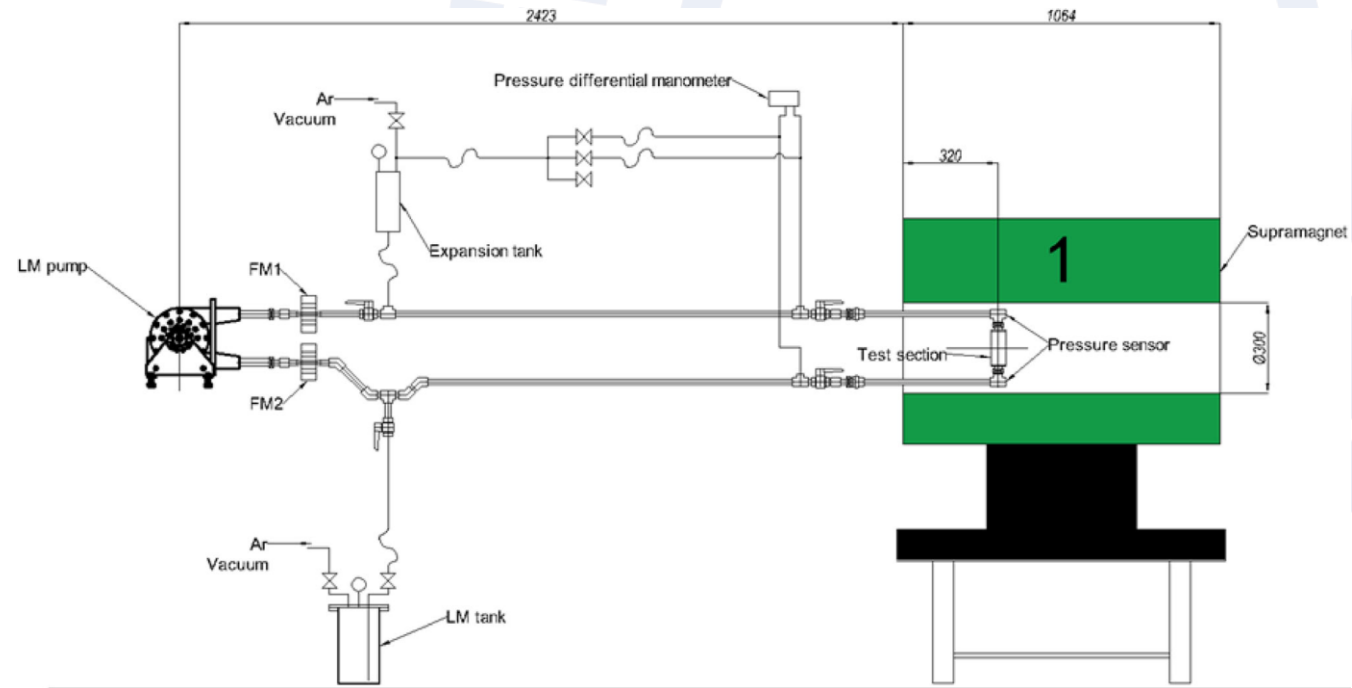 2423
1064
Pressure differential manometer
Ar
Vacuum
320
1
Supramagnet
Expansion tank
LM pump
FM1
Pressure sensor
Test section
Ø300
FM2
Ar
Vacuum
LM tank